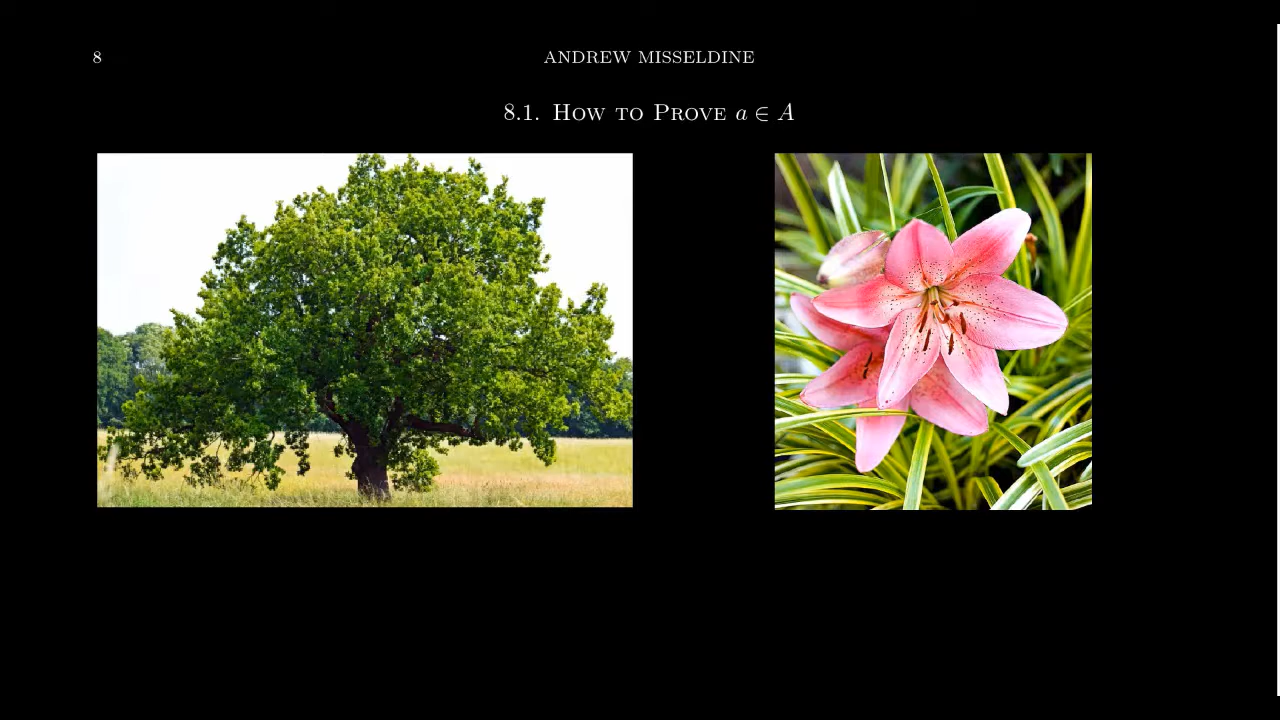 8 ANDREW MISSELDINE
8.1. How to Prove a ∈ A